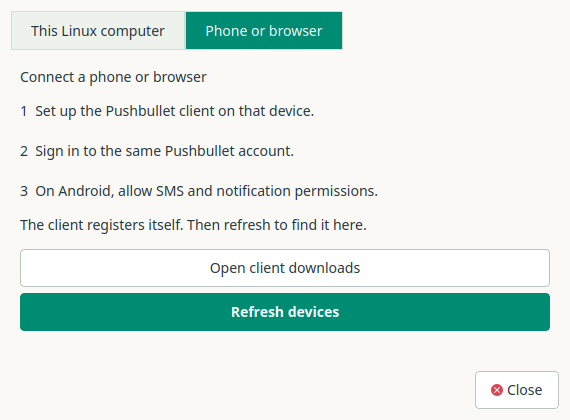 This Linux computer
Phone or browser
Connect a phone or browser
1 Set up the Pushbullet client on that device.
2 Sign in to the same Pushbullet account.
3 On Android, allow SMS and notification permissions.
The client registers itself. Then refresh to find it here.
Open client downloads
Refresh devices
Close